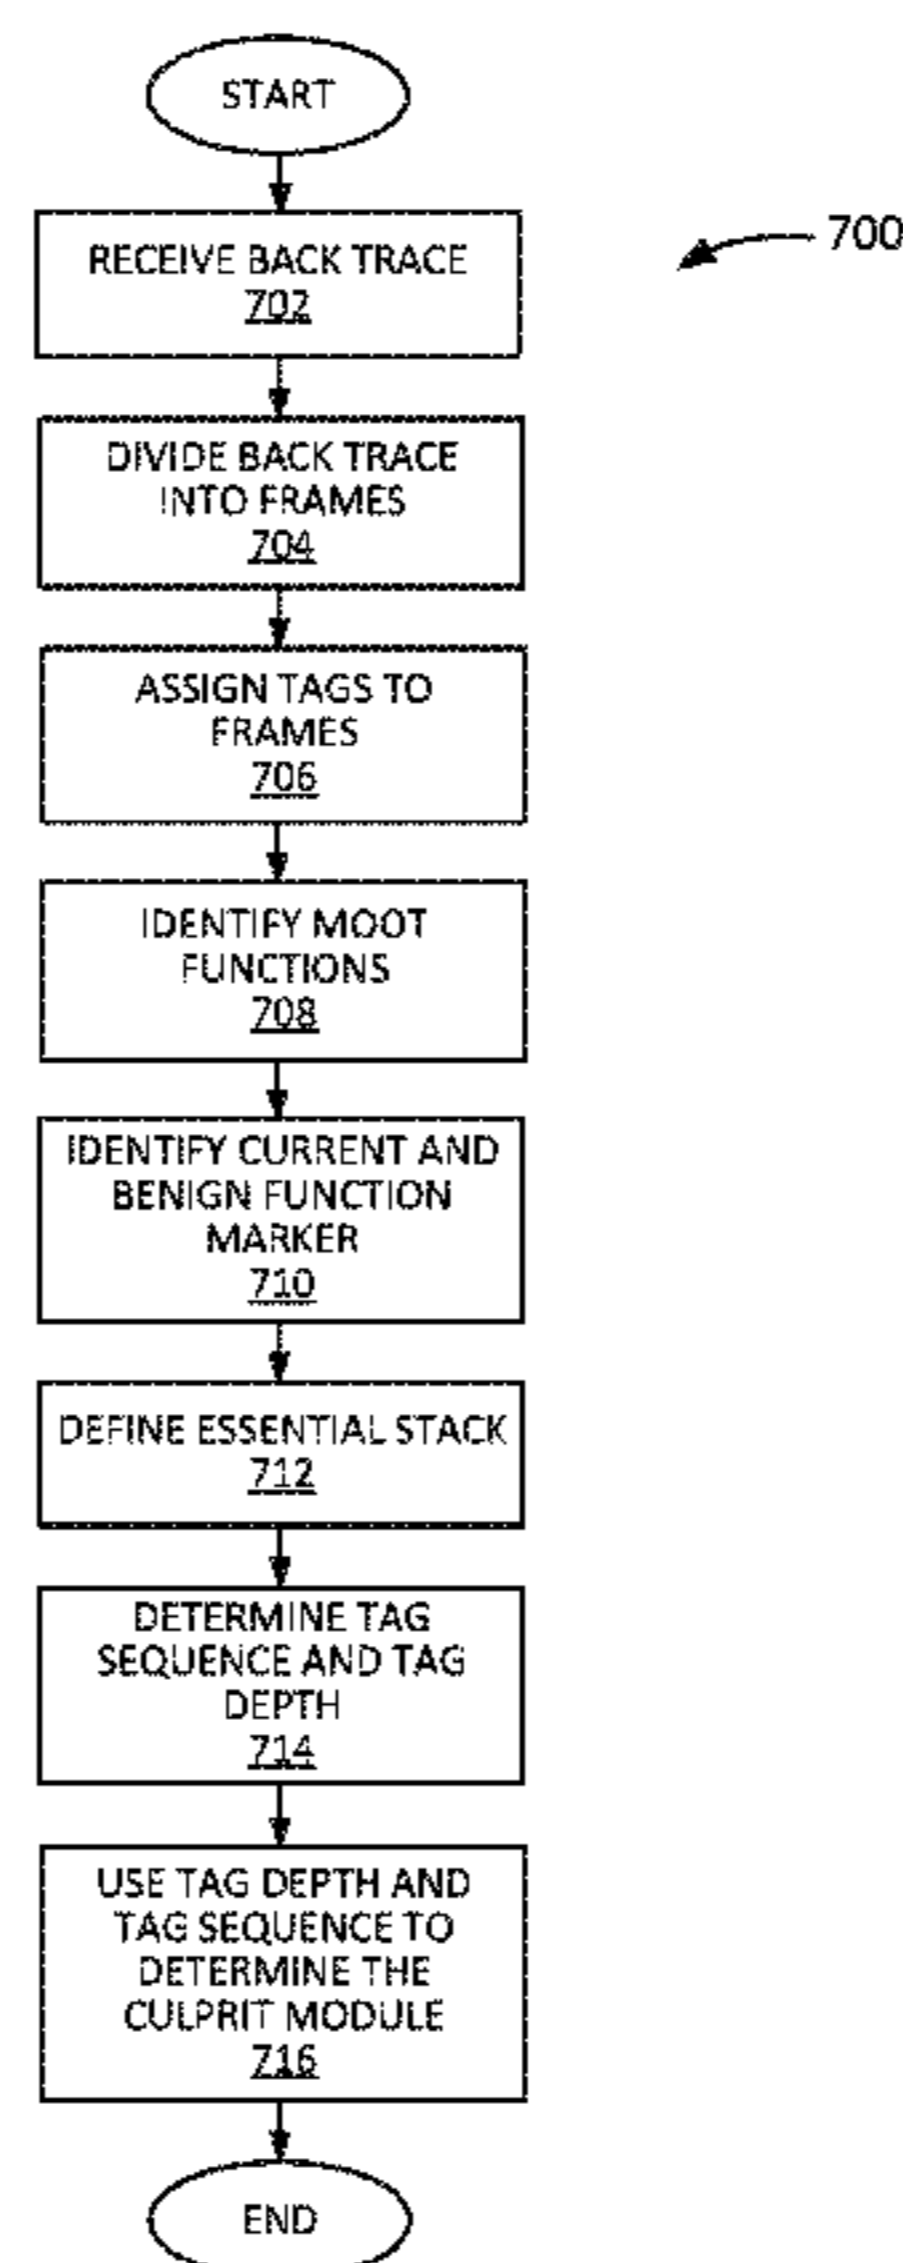 START
700
RECEIVE BACK TRACE
702
DIVIDE BACK TRACE
INTO FRAMES
704
ASSIGN TAGS TO
FRAMES
706
IDENTIFY MOOT
FUNCTIONS
708
IDENTIFY CURRENT AND
BENIGN FUNCTION
MARKER
710
DEFINE ESSENTIAL STACK
712
DETERMINE TAG
SEQUENCE AND TAG
DEPTH
714
USE TAG DEPTH AND
TAG SEQUENCE TO
DETERMINE THE
CULPRIT MODULE
716
END